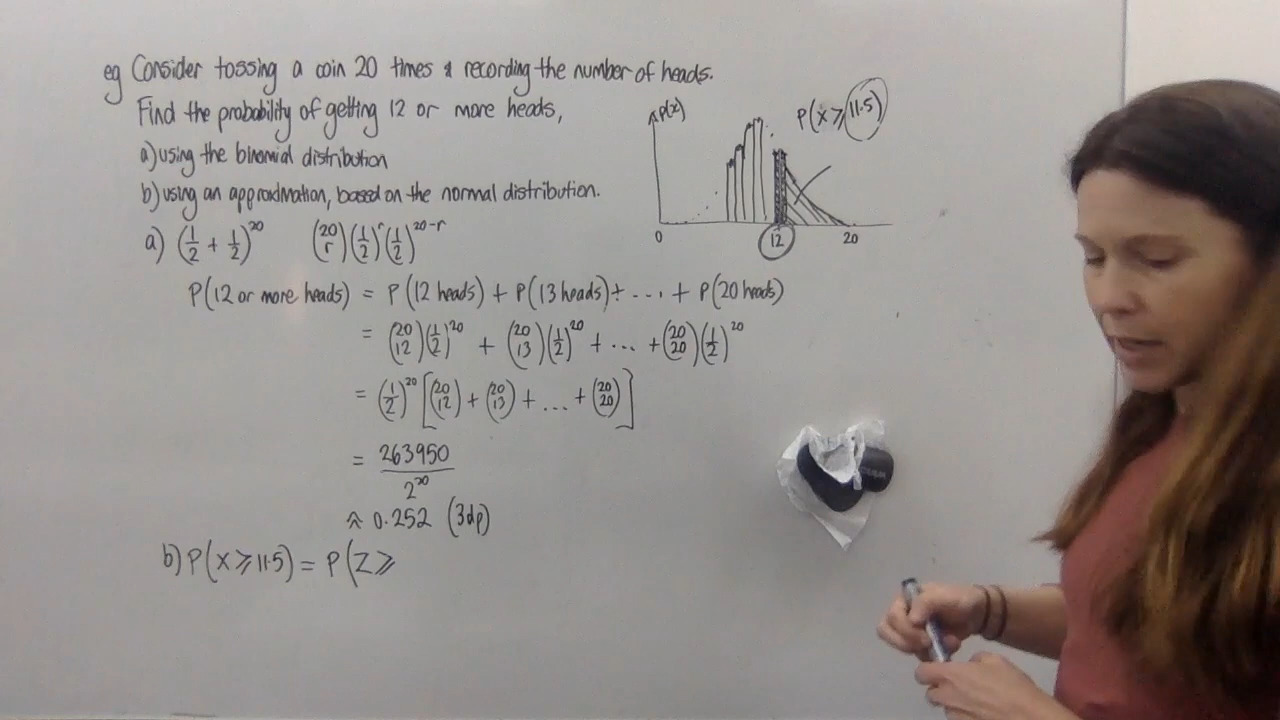 eg Consider tossing a coin 20 times & recording the number of heads.
Find the probability of getting 12 or more heads,
a) using the binomial distribution
b) using an approximation, based on the normal distribution.
a) (1/2 + 1/2)^20 (20 r)(1/2)^r(1/2)^20-r
P(12 or more heads) = P(12 heads) + P(13 heads) + .... + P(20 heads)
= (20 12)(1/2)^20 + (20 13)(1/2)^20 + ... + (20 20)(1/2)^20
= (1/2)^20 [(20 12) + (20 13) + ... + (20 20)]
= 263950/2^20
≈ 0.252 (3dp)
b) P(X ⩾ 11.5) = P(Z ⩾
P(x)
P(X ⩾ 11.5)
0 12 20